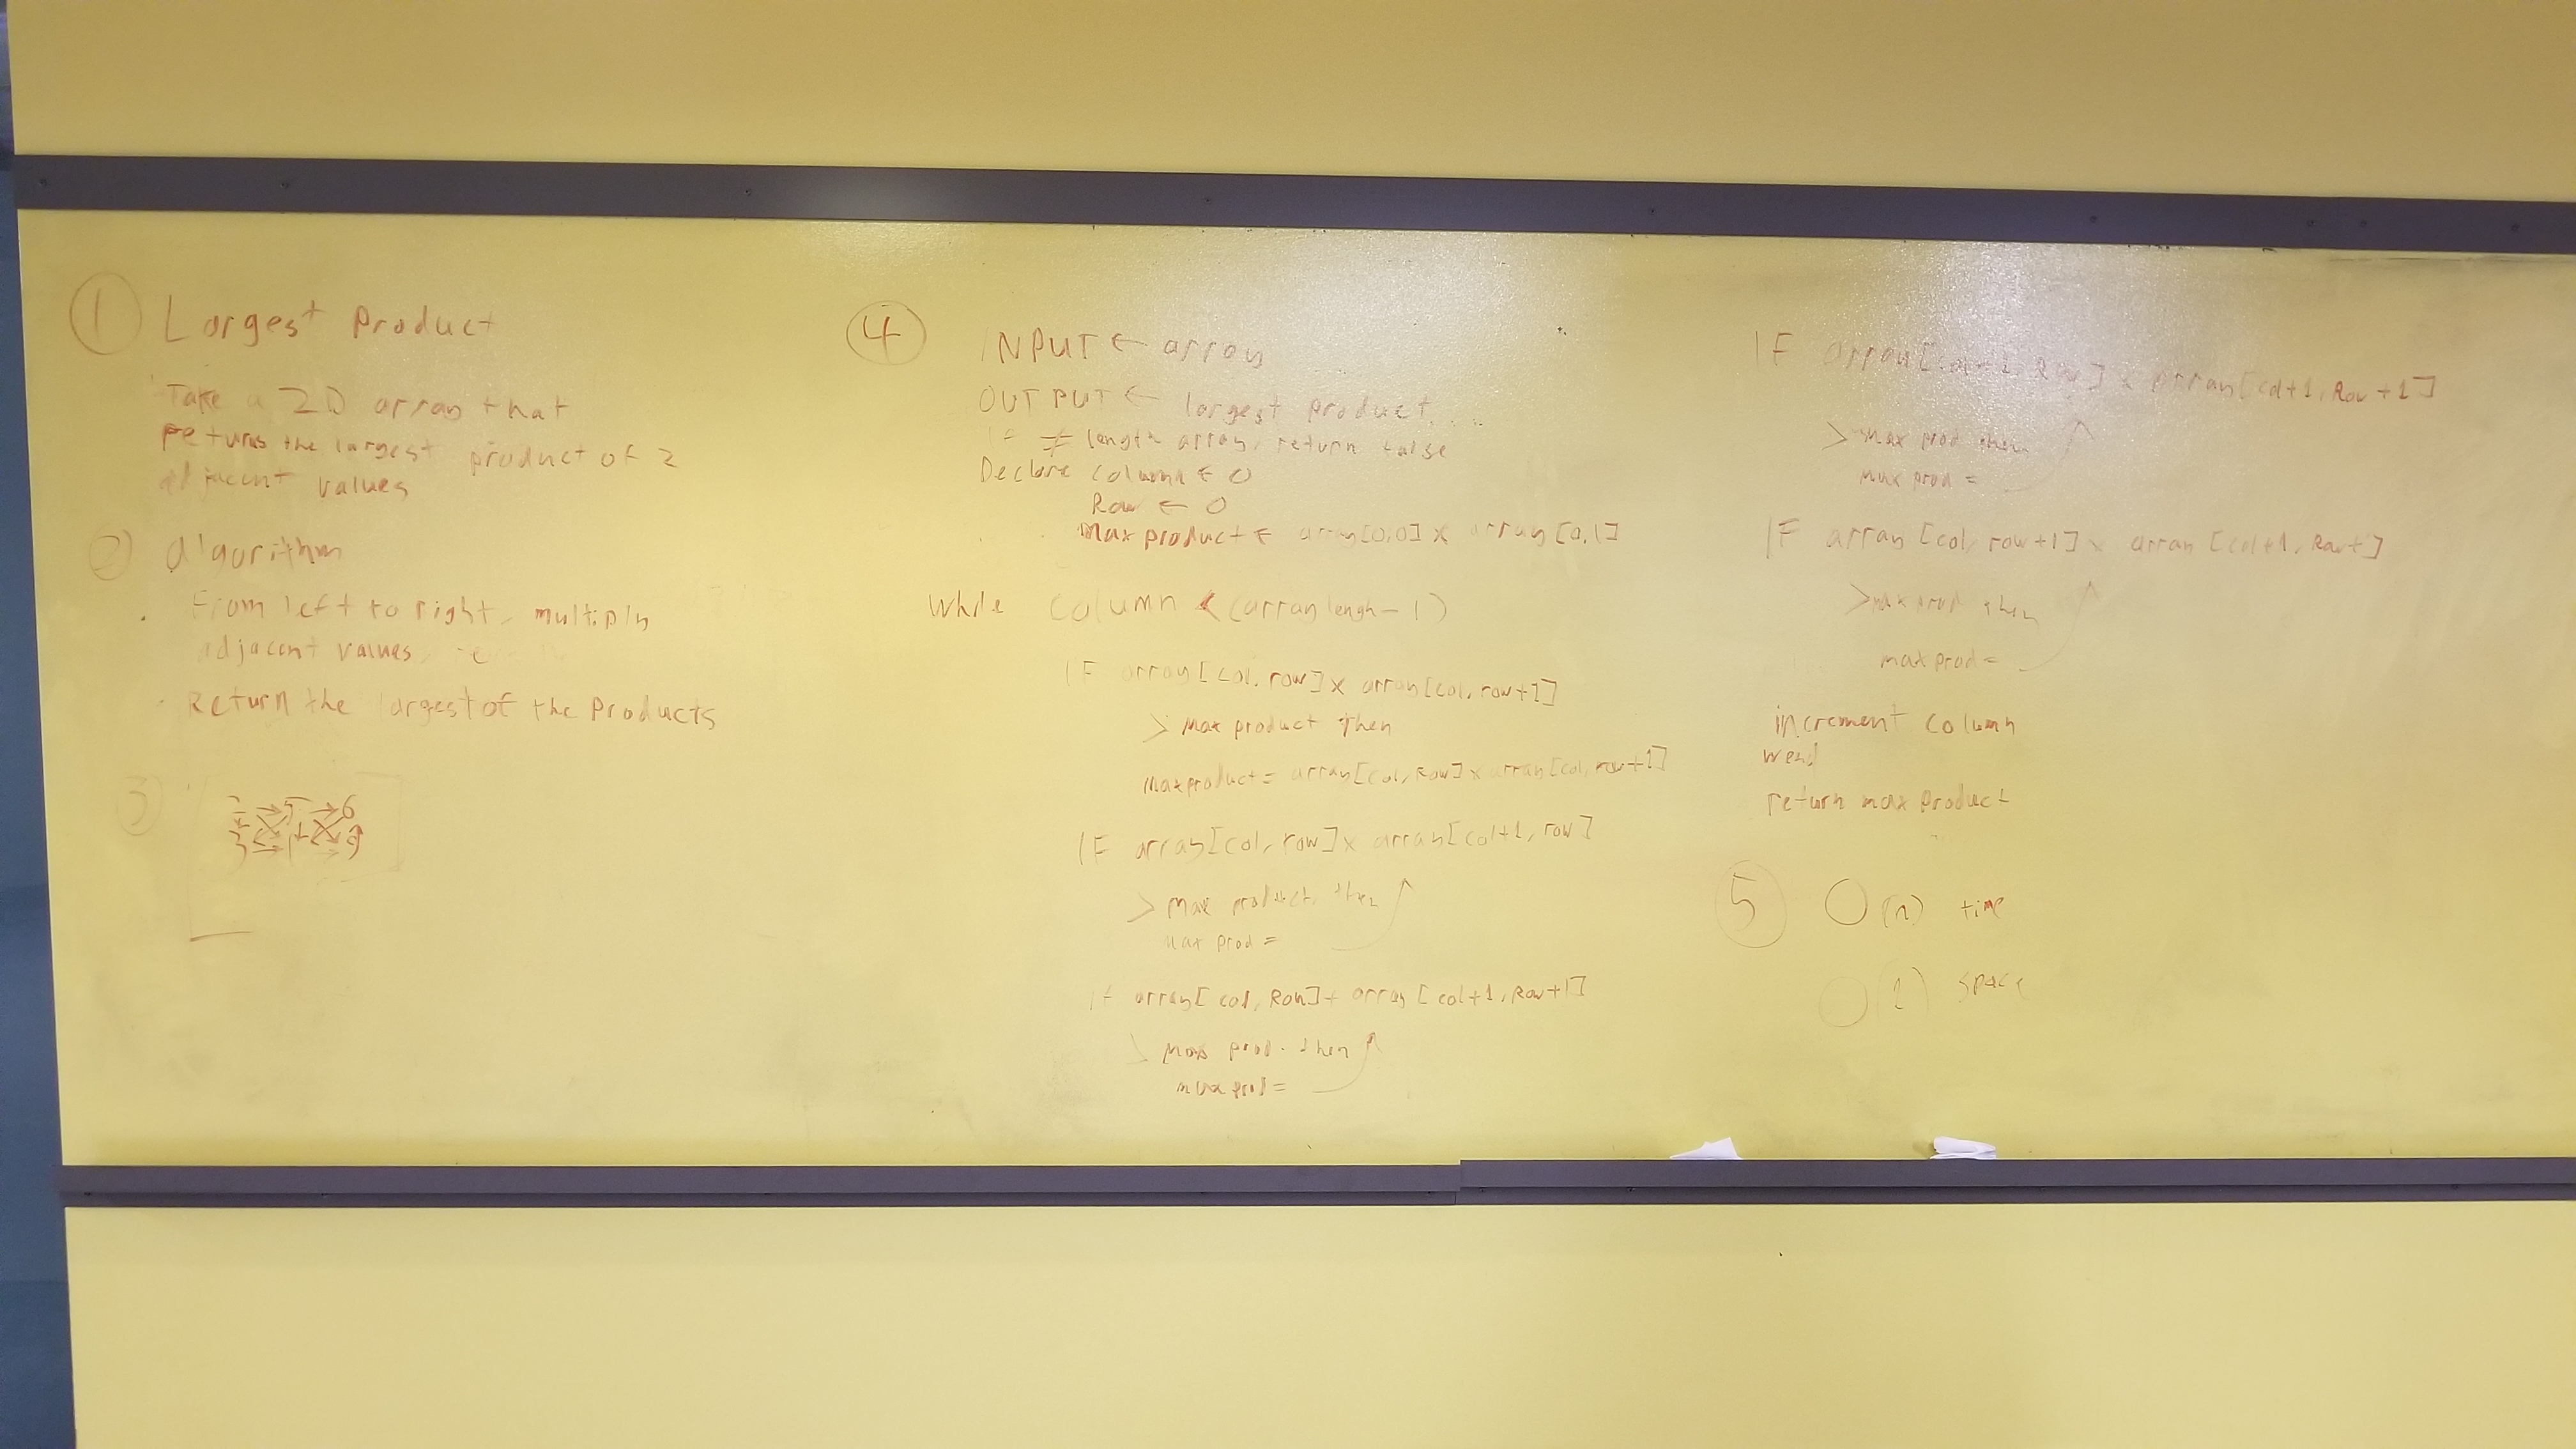 ① Largest Product
Take a 2D array that
returns the largest product of 2
adjacent values
② algorithm
From left to right, multiply
adjacent values,
Return the largest of the Products
③
5 → 6
④
INPUT ← array
OUTPUT ← largest product....
If ≠ length array, return false
Declare column ← 0
Row ← 0
Max product ← array[0,0] x array[0,1]
While column < (array lengh - 1)
IF array[col, row] x array[col, row+1]
> Max product then
Maxproduct = array[col, Row] x array[col, row+1]
IF array[col, row] x array[col+1, row]
> Max product, then
Max prod =
If array[col, Row] + array[col+1, Row+1]
> Max prod. then
max prod =
IF array[col+1, Row] x array[col+1, Row+1]
> Max prod then
Max prod =
IF array[col, row+1] x array[col+1, Row+]
> max prod then
max prod =
increment column
wend
return max product
⑤ O(n) time
O(1) space